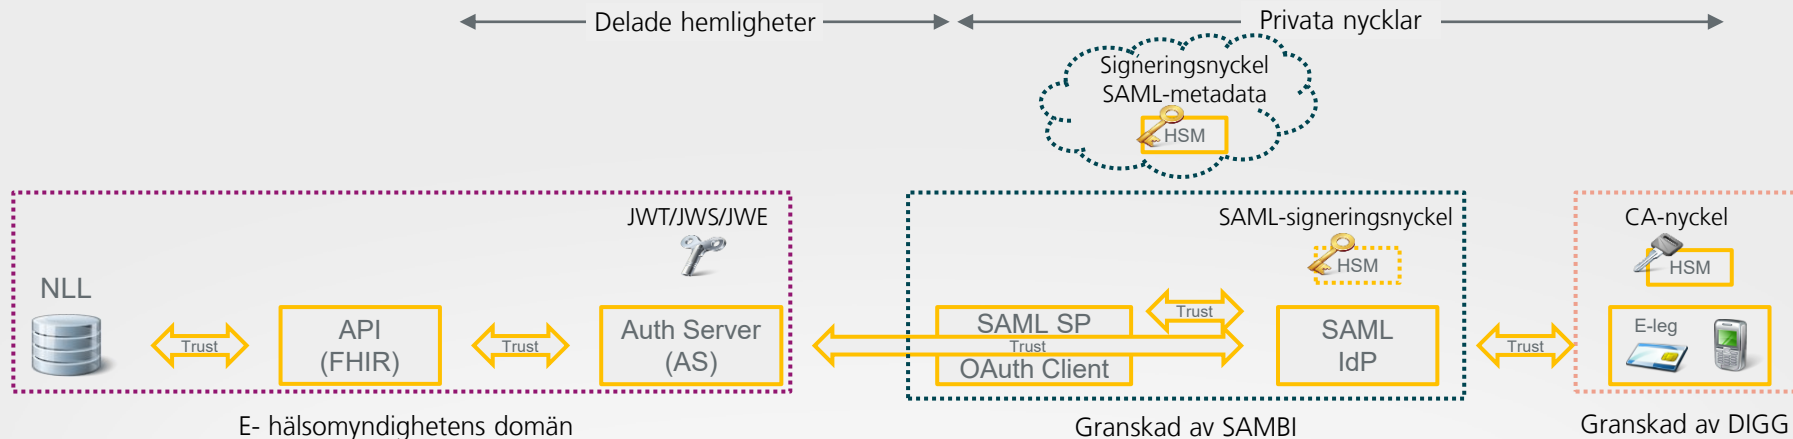 Delade hemligheter
Privata nycklar
Signeringsnyckel
SAML-metadata
HSM
JWT/JWS/JWE
SAML-signeringsnyckel
HSM
CA-nyckel
HSM
NLL
Trust
API
(FHIR)
Trust
Auth Server
(AS)
SAML SP
Trust
OAuth Client
Trust
SAML
IdP
Trust
E-leg
E- hälsomyndighetens domän
Granskad av SAMBI
Granskad av DIGG